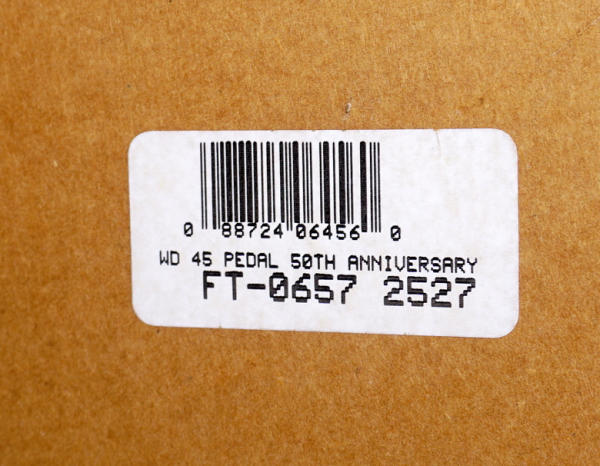 0 88724 06456 0
WD 45 PEDAL 50TH ANNIVERSARY
FT-0657 2527